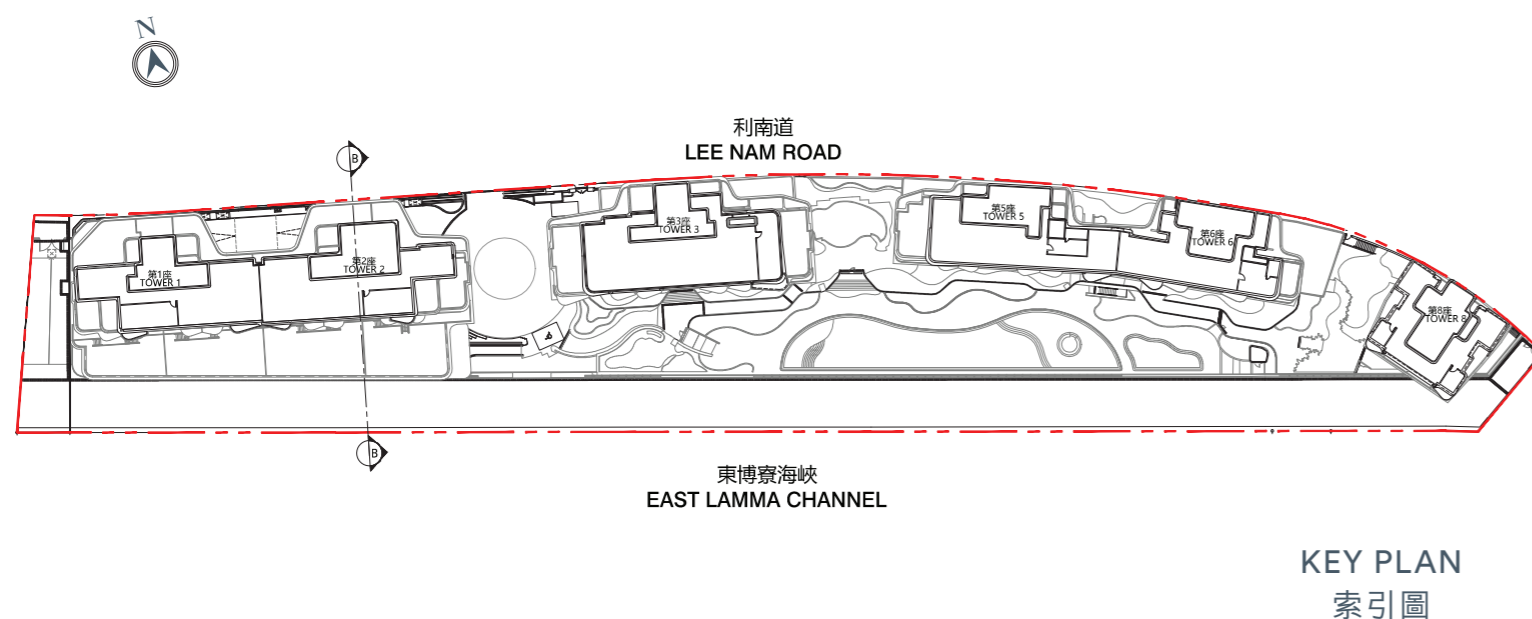 N
利南道
LEE NAM ROAD
B
第1座
TOWER 1
第2座
TOWER 2
第3座
TOWER 3
第5座
TOWER 5
第6座
TOWER 6
第8座
TOWER 8
P
B
東博寮海峽
EAST LAMMA CHANNEL
KEY PLAN
索引圖